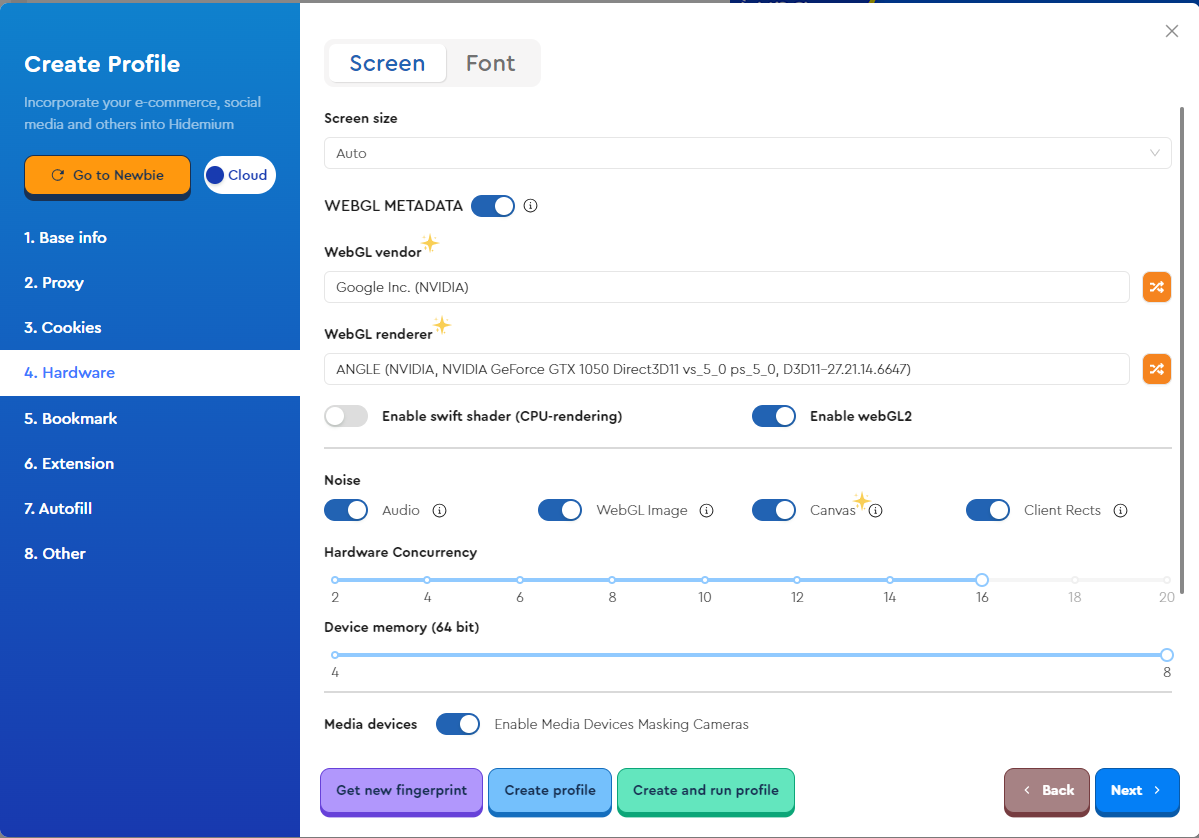 Create Profile
Incorporate your e-commerce, social
media and others into Hidemium
Go to Newbie
Cloud
1. Base info
2. Proxy
3. Cookies
4. Hardware
5. Bookmark
6. Extension
7. Autofill
8. Other
Screen Font
Screen size
Auto
WEBGL METADATA
WebGL vendor
Google Inc. (NVIDIA)
WebGL renderer
ANGLE (NVIDIA, NVIDIA GeForce GTX 1050 Direct3D11 vs_5_0 ps_5_0, D3D11-27.21.14.6647)
Enable swift shader (CPU-rendering) Enable webGL2
Noise
Audio WebGL Image Canvas Client Rects
Hardware Concurrency
2 4 6 8 10 12 14 16 18 20
Device memory (64 bit)
4 8
Media devices Enable Media Devices Masking Cameras
Get new fingerprint Create profile Create and run profile Back Next